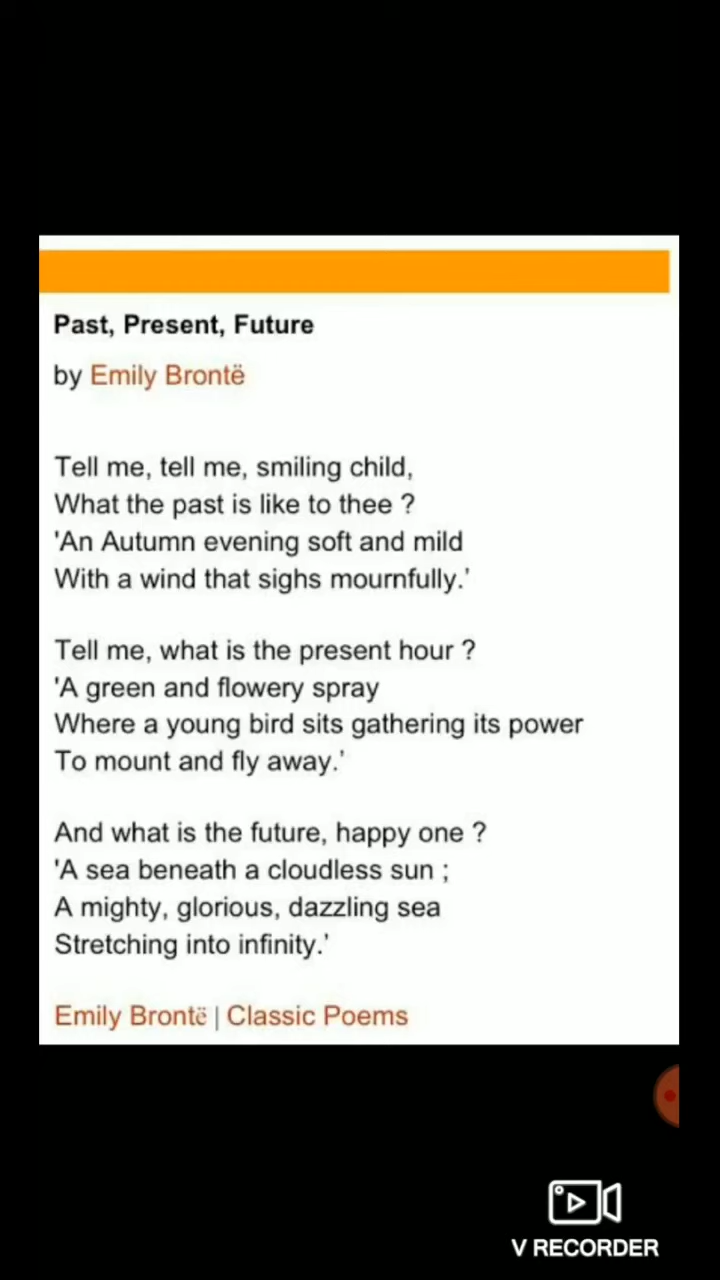 Past, Present, Future
by Emily Brontë
Tell me, tell me, smiling child,
What the past is like to thee ?
'An Autumn evening soft and mild
With a wind that sighs mournfully.'
Tell me, what is the present hour ?
'A green and flowery spray
Where a young bird sits gathering its power
To mount and fly away.'
And what is the future, happy one ?
'A sea beneath a cloudless sun ;
A mighty, glorious, dazzling sea
Stretching into infinity.'
Emily Brontë | Classic Poems
V RECORDER